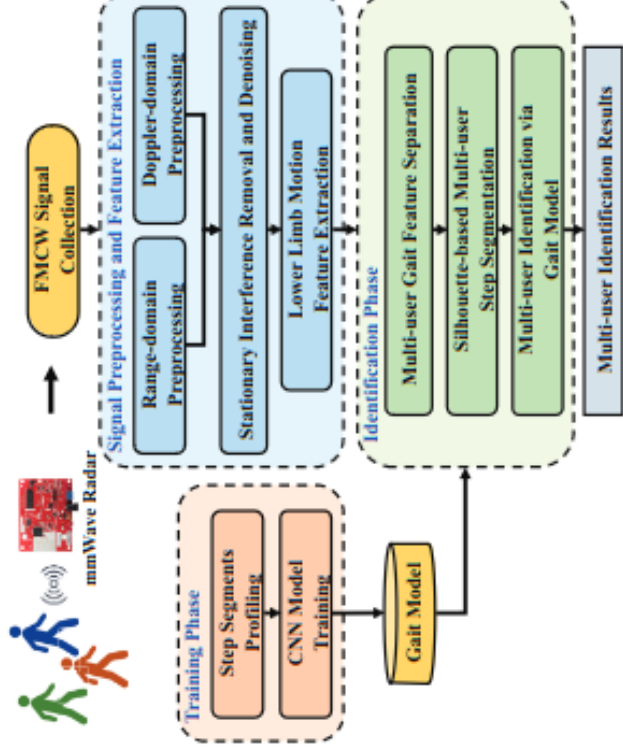 mmWave Radar
FMCW Signal
Collection
Signal Preprocessing and Feature Extraction
Range-domain
Preprocessing
Doppler-domain
Preprocessing
Stationary Interference Removal and Denoising
Lower Limb Motion
Feature Extraction
Training Phase
Step Segments
Profiling
CNN Model
Training
Gait Model
Identification Phase
Multi-user Gait Feature Separation
Silhouette-based Multi-user
Step Segmentation
Multi-user Identification via
Gait Model
Multi-user Identification Results